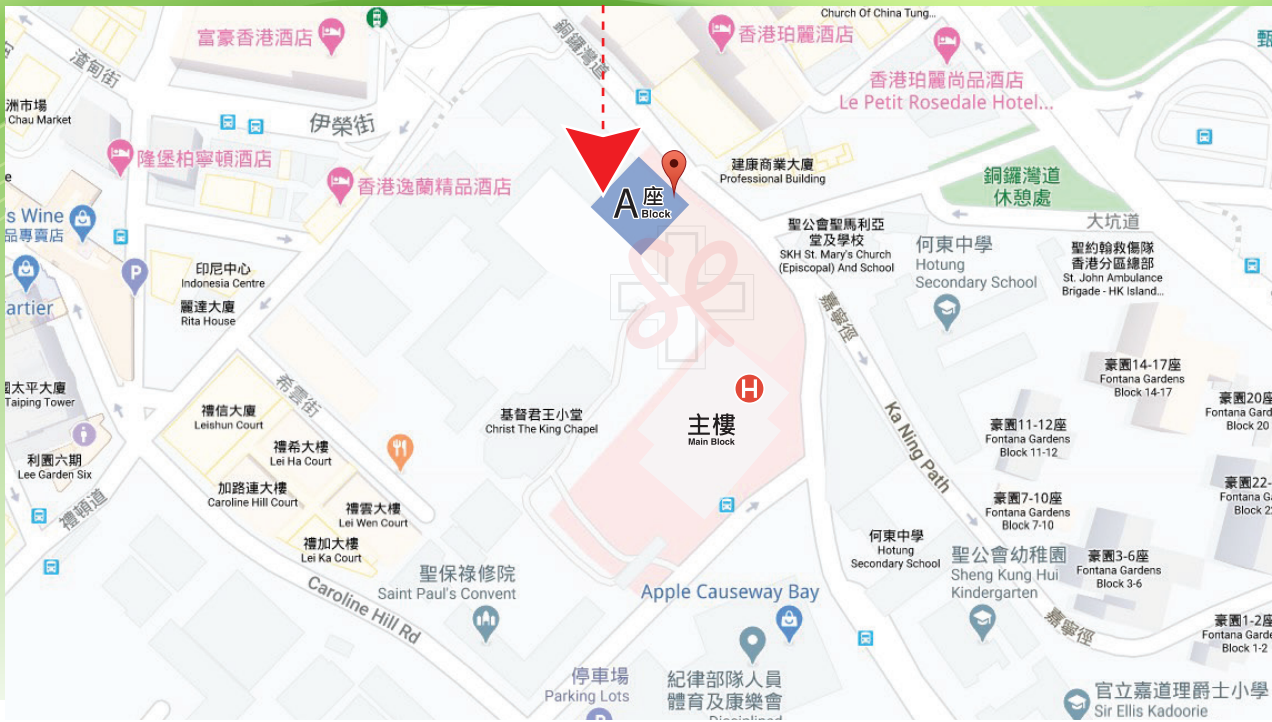 富豪香港酒店
渣甸街
洲市場
Chau Market
伊榮街
隆堡柏寧頓酒店
香港逸蘭精品酒店
s Wine
品專賣店
P
印尼中心
Indonesia Centre
麗達大廈
Rita House
artier
銅鑼灣道
Church Of China Tung...
香港珀麗酒店
香港珀麗尚品酒店
Le Petit Rosedale Hotel...
建康商業大廈
Professional Building
A座
Block
銅鑼灣道
休憩處
大坑道
聖公會聖馬利亞
堂及學校
SKH St. Mary's Church
(Episcopal) And School
何東中學
Hotung
Secondary School
聖約翰救傷隊
香港分區總部
St. John Ambulance
Brigade - HK Island...
嘉寧徑
Ka Ning Path
豪園14-17座
Fontana Gardens
Block 14-17
豪園20座
Fontana Gard
Block 20
豪園11-12座
Fontana Gardens
Block 11-12
豪園22-
Fontana Ga
Block 22
豪園7-10座
Fontana Gardens
Block 7-10
豪園3-6座
Fontana Gardens
Block 3-6
豪園1-2座
Fontana Garde
Block 1-2
太平大廈
Taiping Tower
利園六期
Lee Garden Six
禮頓道
希雲街
禮信大廈
Leishun Court
禮希大樓
Lei Ha Court
加路連大樓
Caroline Hill Court
禮雲大樓
Lei Wen Court
禮加大樓
Lei Ka Court
Caroline Hill Rd
基督君王小堂
Christ The King Chapel
H
主樓
Main Block
聖保祿修院
Saint Paul's Convent
Apple Causeway Bay
停車場
Parking Lots
P
紀律部隊人員
體育及康樂會
Disciplined
何東中學
Hotung
Secondary School
聖公會幼稚園
Sheng Kung Hui
Kindergarten
嘉寧徑
官立嘉道理爵士小學
Sir Ellis Kadoorie